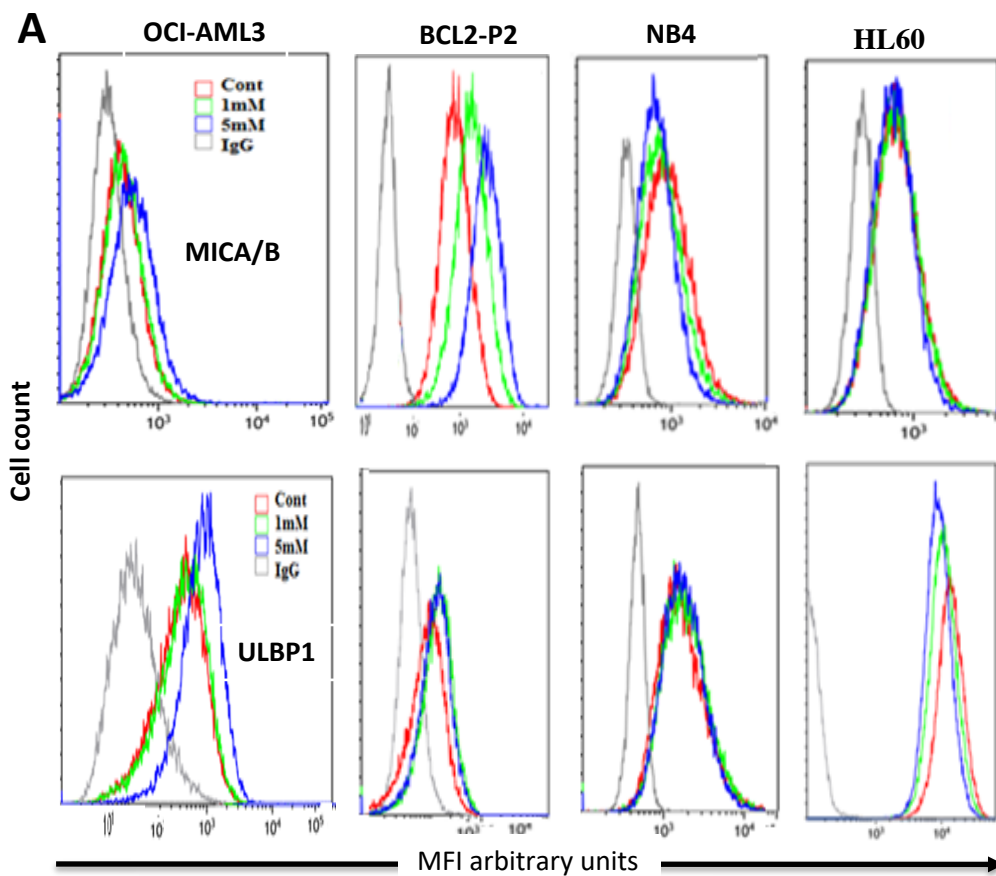 A
OCI-AML3 BCL2-P2 NB4 HL60
Cont
1mM
5mM
IgG
MICA/B
10³ 10⁴ 10⁵ 10³ 10⁴ 10³ 10⁴ 10³
Cell count
Cont
1mM
5mM
IgG
ULBP1
10³ 10⁴ 10⁵ 10³ 10⁴ 10³ 10⁴
MFI arbitrary units